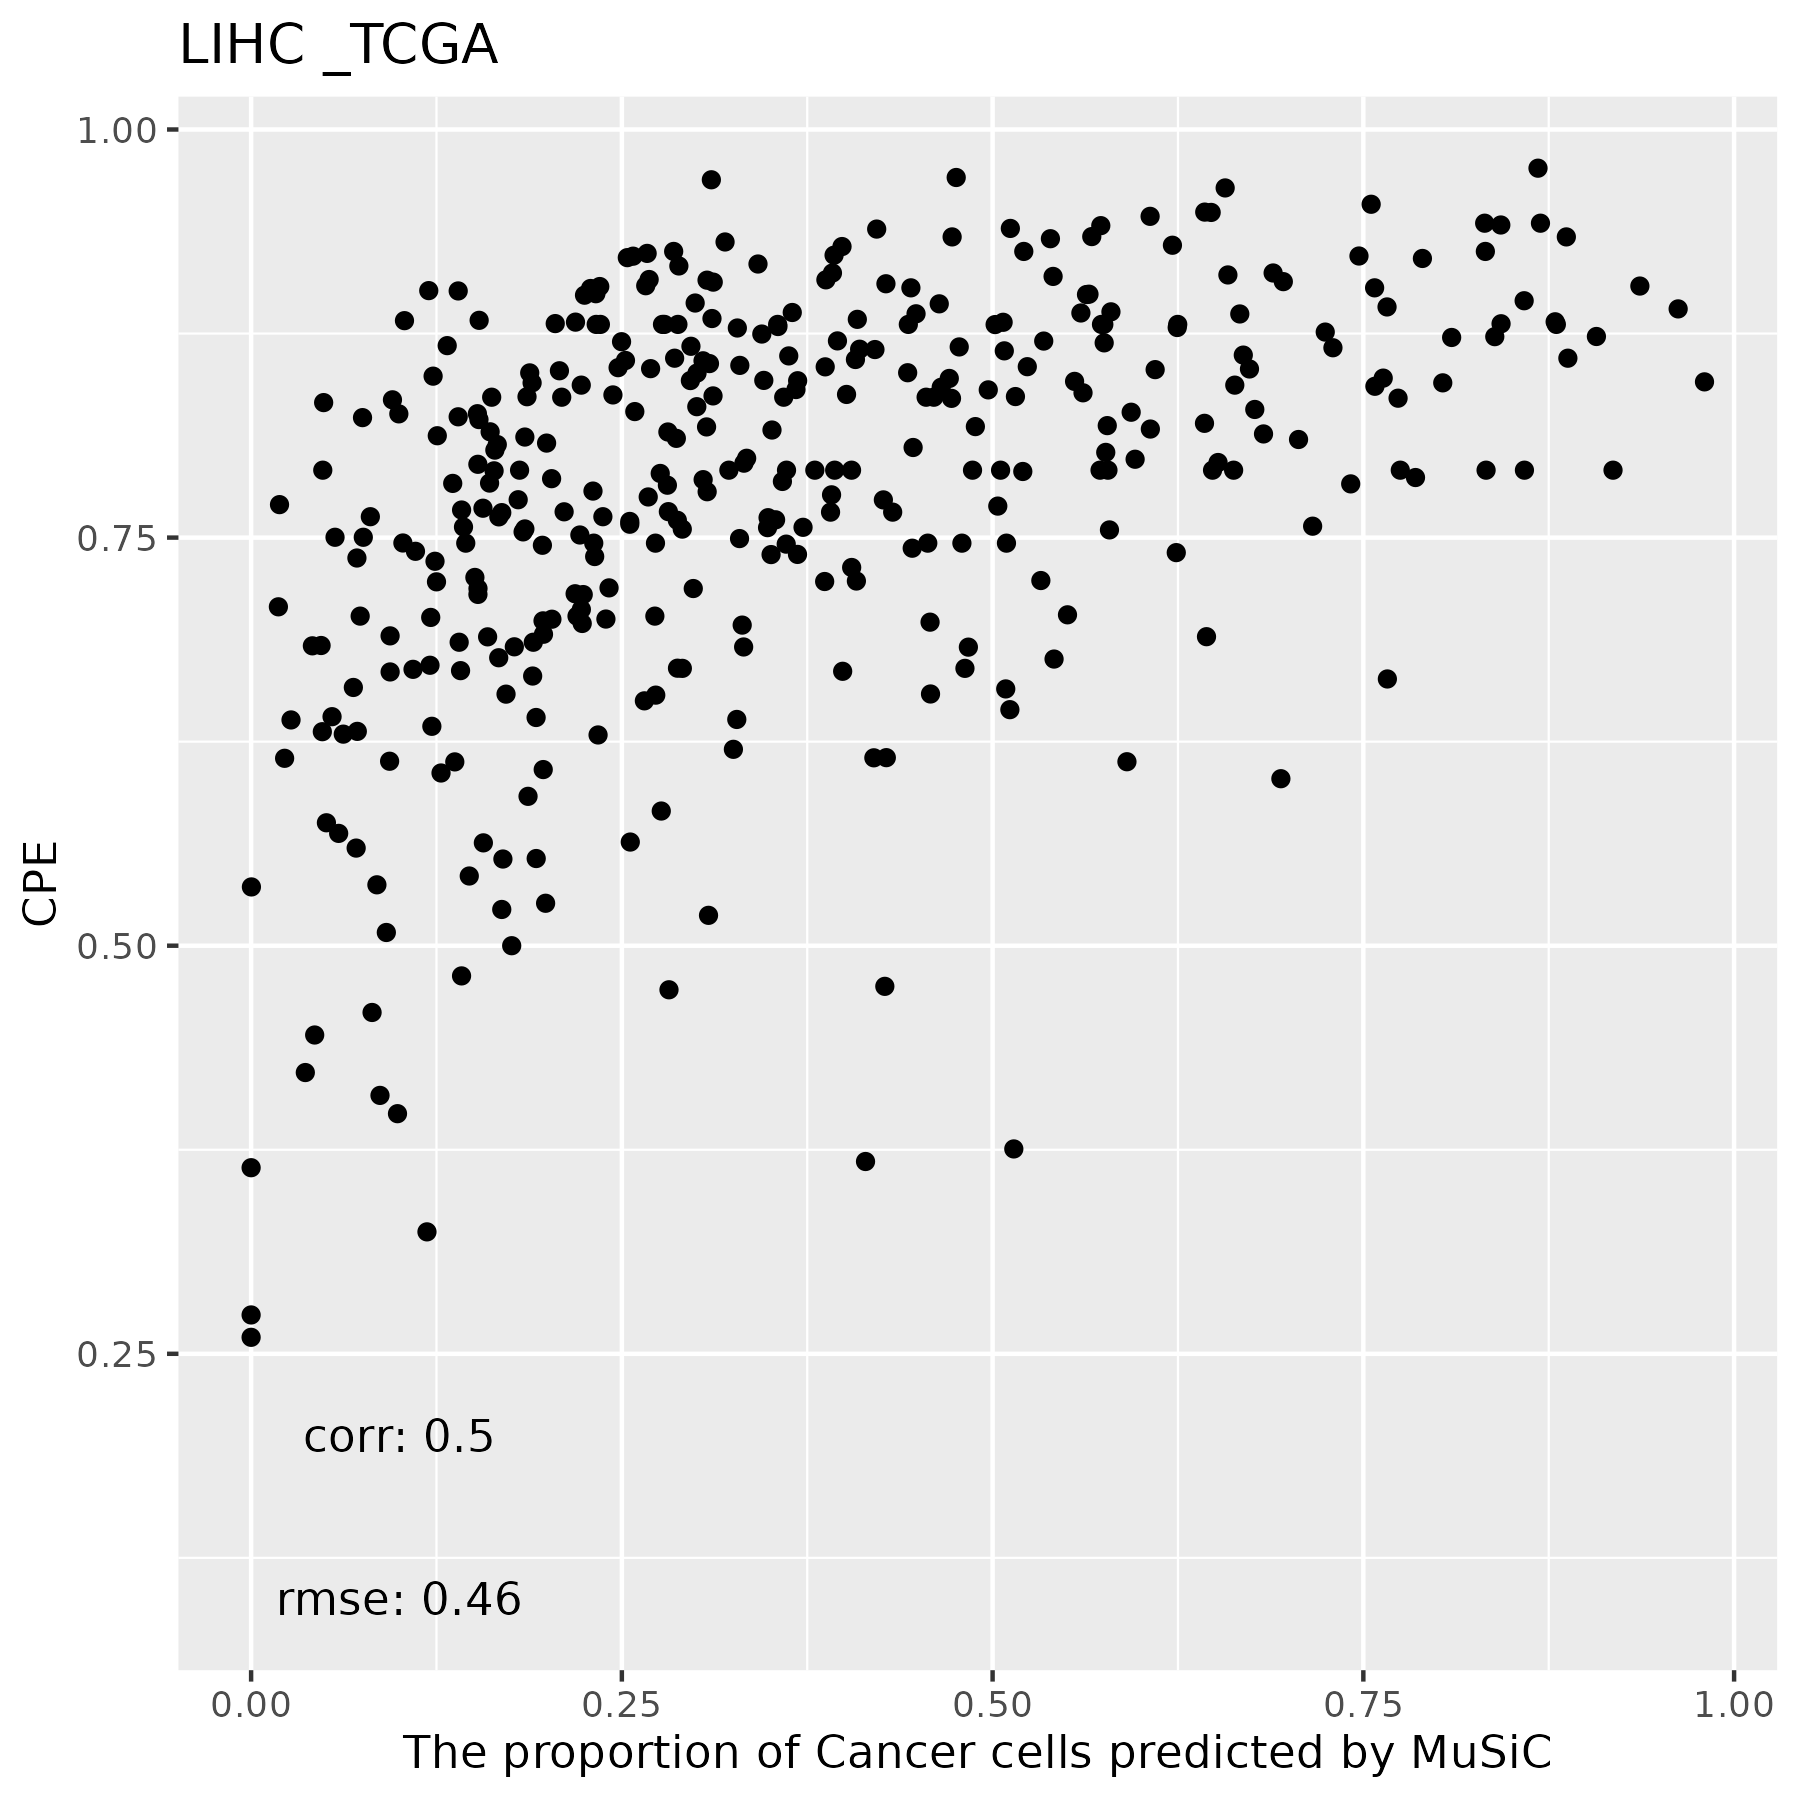 LIHC _TCGA
1.00
0.75
0.50
0.25
CPE
corr: 0.5
rmse: 0.46
0.00 0.25 0.50 0.75 1.00
The proportion of Cancer cells predicted by MuSiC